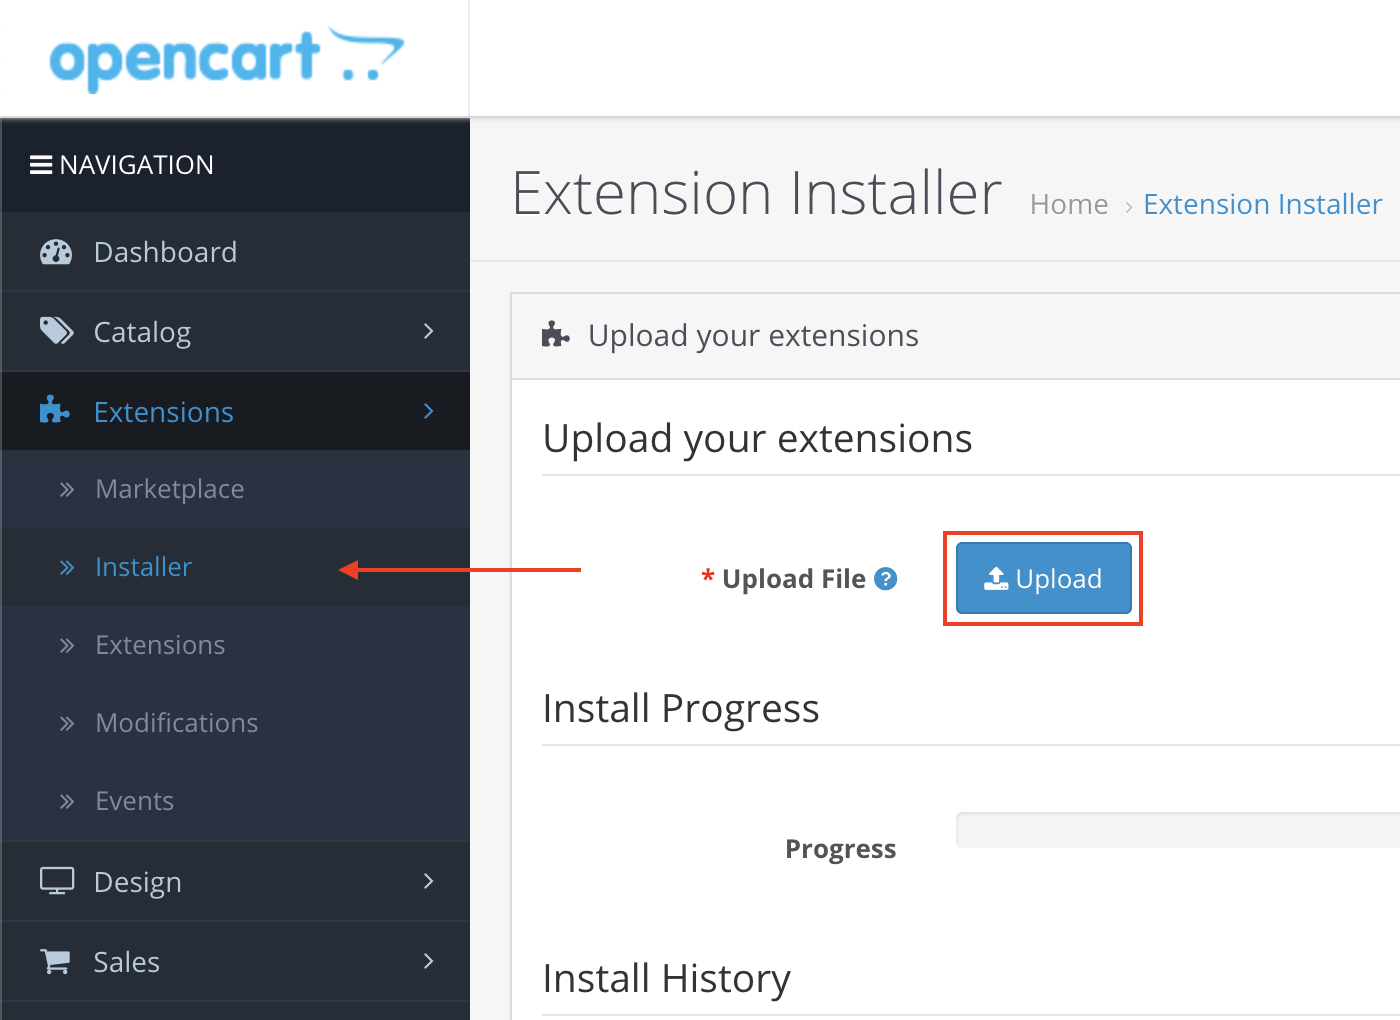 opencart
NAVIGATION
Dashboard
Catalog
Extensions
Marketplace
Installer
Extensions
Modifications
Events
Design
Sales
Extension Installer
Home › Extension Installer
Upload your extensions
Upload your extensions
* Upload File ? Upload
Install Progress
Progress
Install History